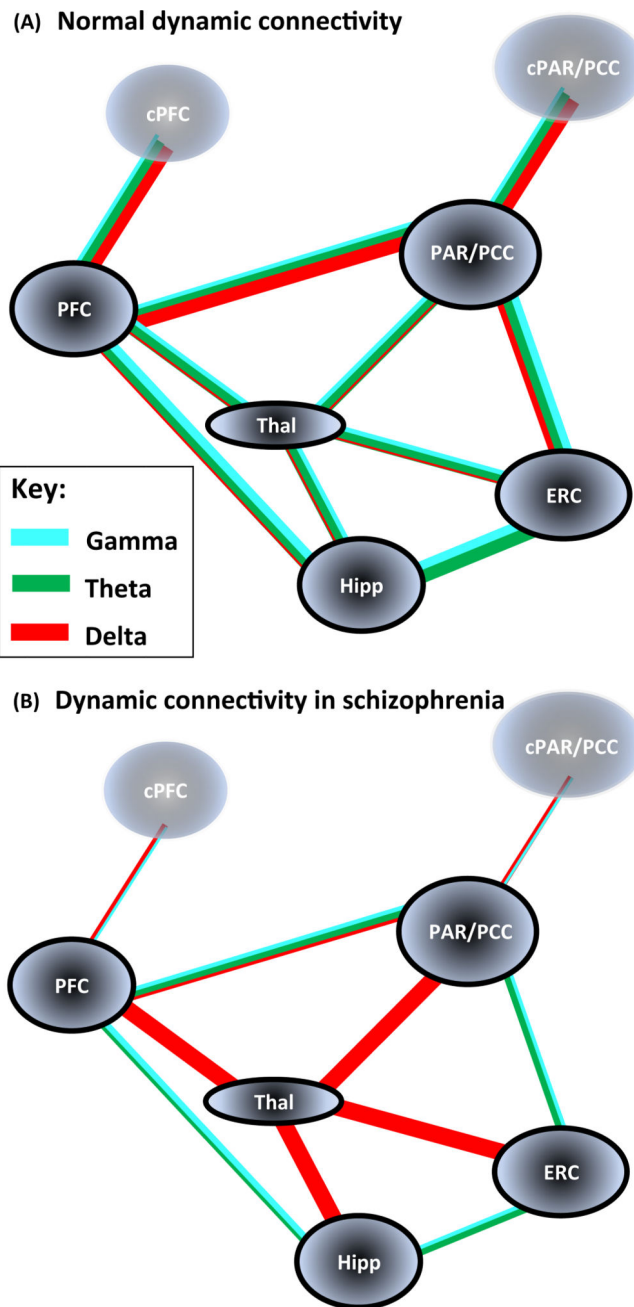 (A) Normal dynamic connectivity
cPFC
cPAR/PCC
PAR/PCC
PFC
Thal
ERC
Hipp
Key:
Gamma
Theta
Delta
(B) Dynamic connectivity in schizophrenia
cPFC
cPAR/PCC
PAR/PCC
PFC
Thal
ERC
Hipp